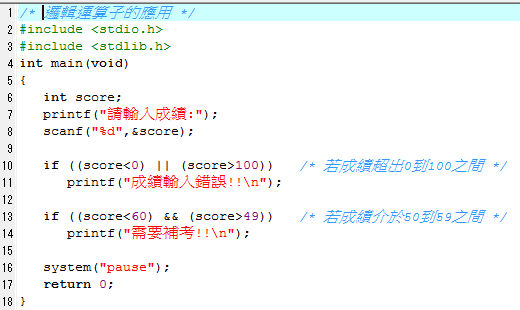 1 /* 邏輯運算子的應用 */
2 #include <stdio.h>
3 #include <stdlib.h>
4 int main(void)
5 {
6 int score;
7 printf("請輸入成績:");
8 scanf("%d",&score);
9
10 if ((score<0) || (score>100)) /* 若成績超出0到100之間 */
11 printf("成績輸入錯誤!!\n");
12
13 if ((score<60) && (score>49)) /* 若成績介於50到59之間 */
14 printf("需要補考!!\n");
15
16 system("pause");
17 return 0;
18 }